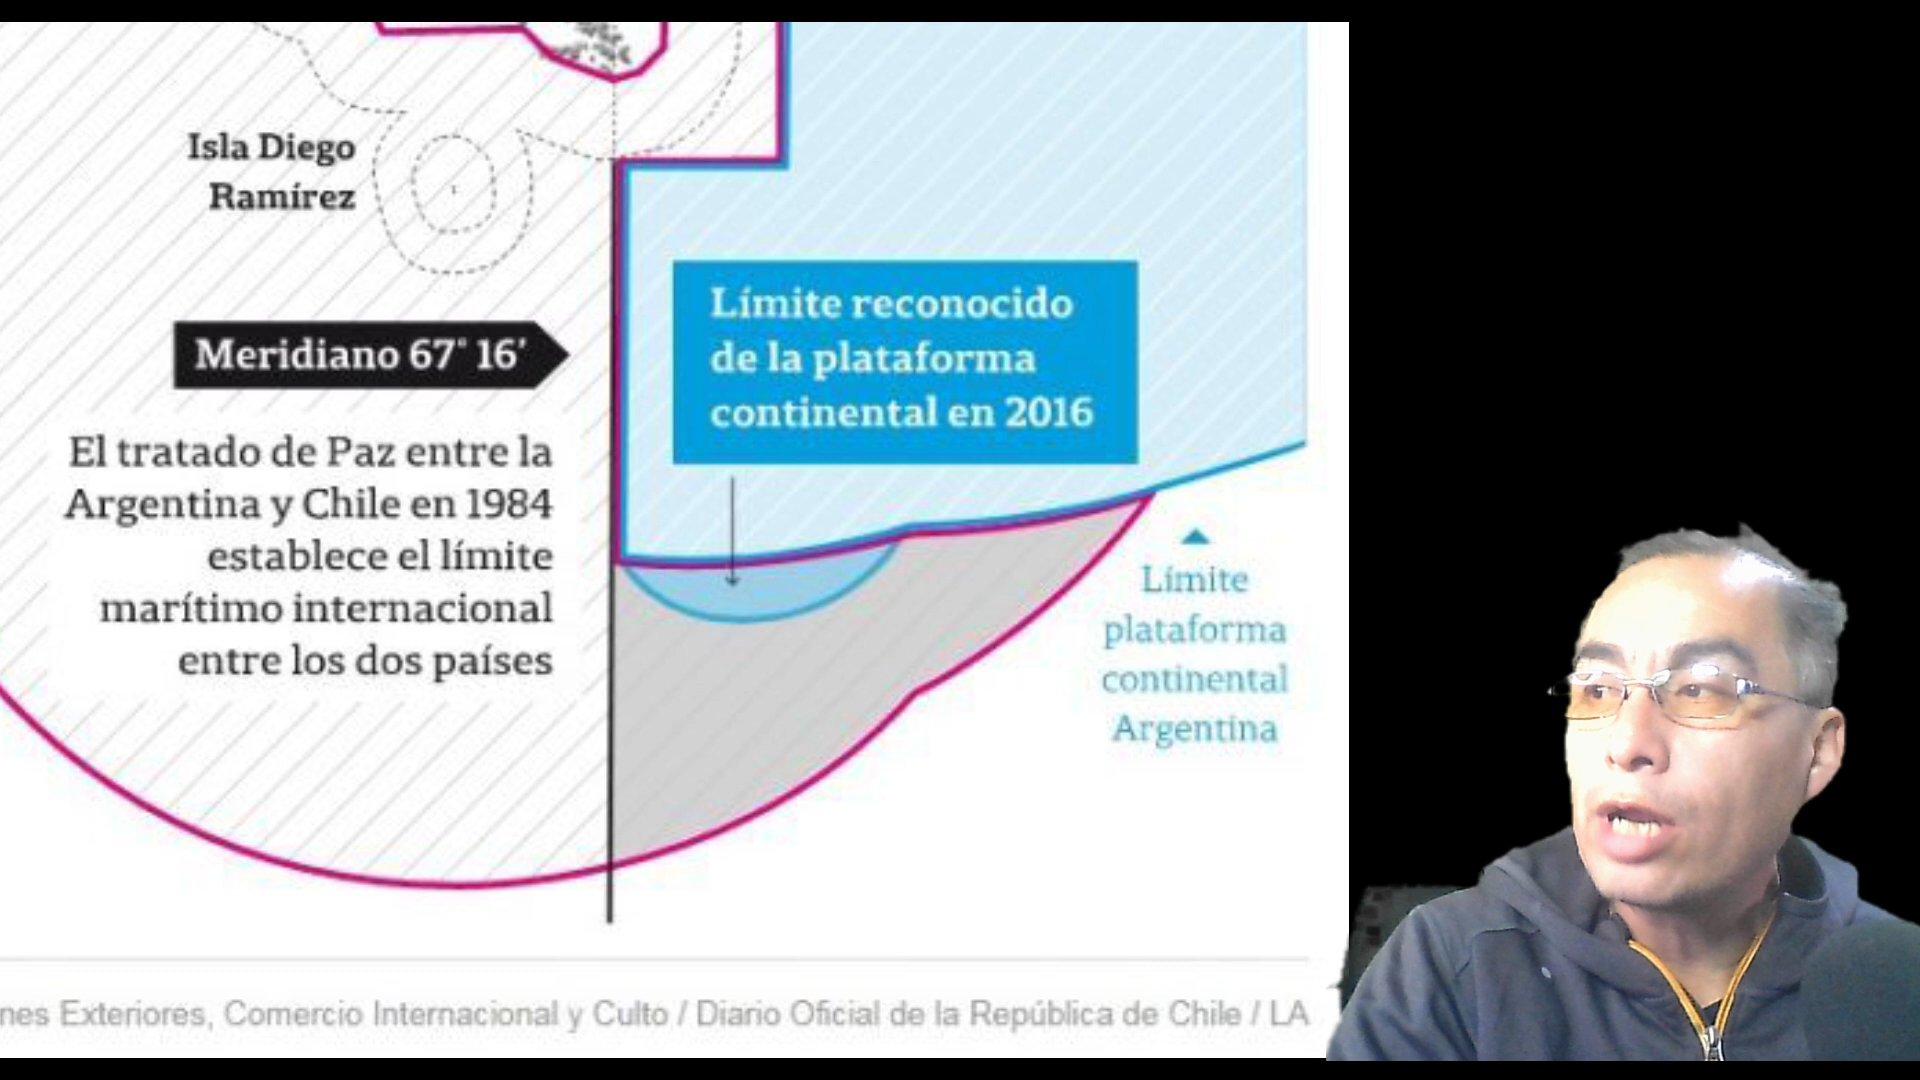 Isla Diego
Ramírez
Meridiano 67° 16’
El tratado de Paz entre la
Argentina y Chile en 1984
establece el límite
marítimo internacional
entre los dos países
Límite reconocido
de la plataforma
continental en 2016
Límite
plataforma
continental
Argentina
nes Exteriores, Comercio Internacional y Culto / Diario Oficial de la República de Chile / LA